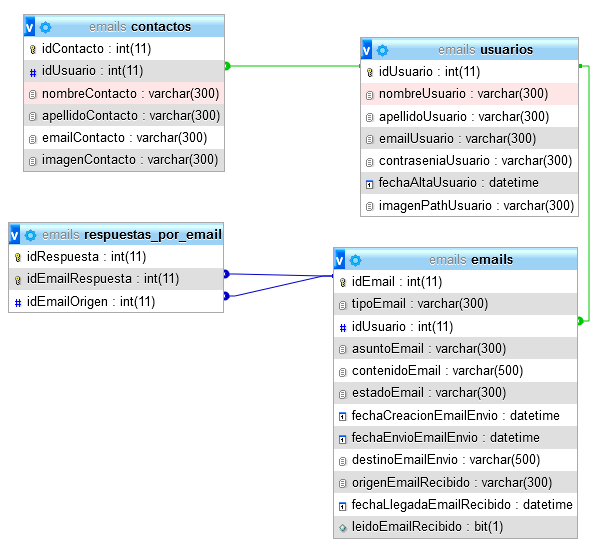 v emails contactos
idContacto : int(11)
# idUsuario : int(11)
nombreContacto : varchar(300)
apellidoContacto : varchar(300)
emailContacto : varchar(300)
imagenContacto : varchar(300)
v emails usuarios
idUsuario : int(11)
nombreUsuario : varchar(300)
apellidoUsuario : varchar(300)
emailUsuario : varchar(300)
contraseniaUsuario : varchar(300)
fechaAltaUsuario : datetime
imagenPathUsuario : varchar(300)
v emails respuestas_por_email
idRespuesta : int(11)
idEmailRespuesta : int(11)
# idEmailOrigen : int(11)
v emails emails
idEmail : int(11)
tipoEmail : varchar(300)
# idUsuario : int(11)
asuntoEmail : varchar(300)
contenidoEmail : varchar(500)
estadoEmail : varchar(300)
fechaCreacionEmailEnvio : datetime
fechaEnvioEmailEnvio : datetime
destinoEmailEnvio : varchar(500)
origenEmailRecibido : varchar(300)
fechaLlegadaEmailRecibido : datetime
leidoEmailRecibido : bit(1)